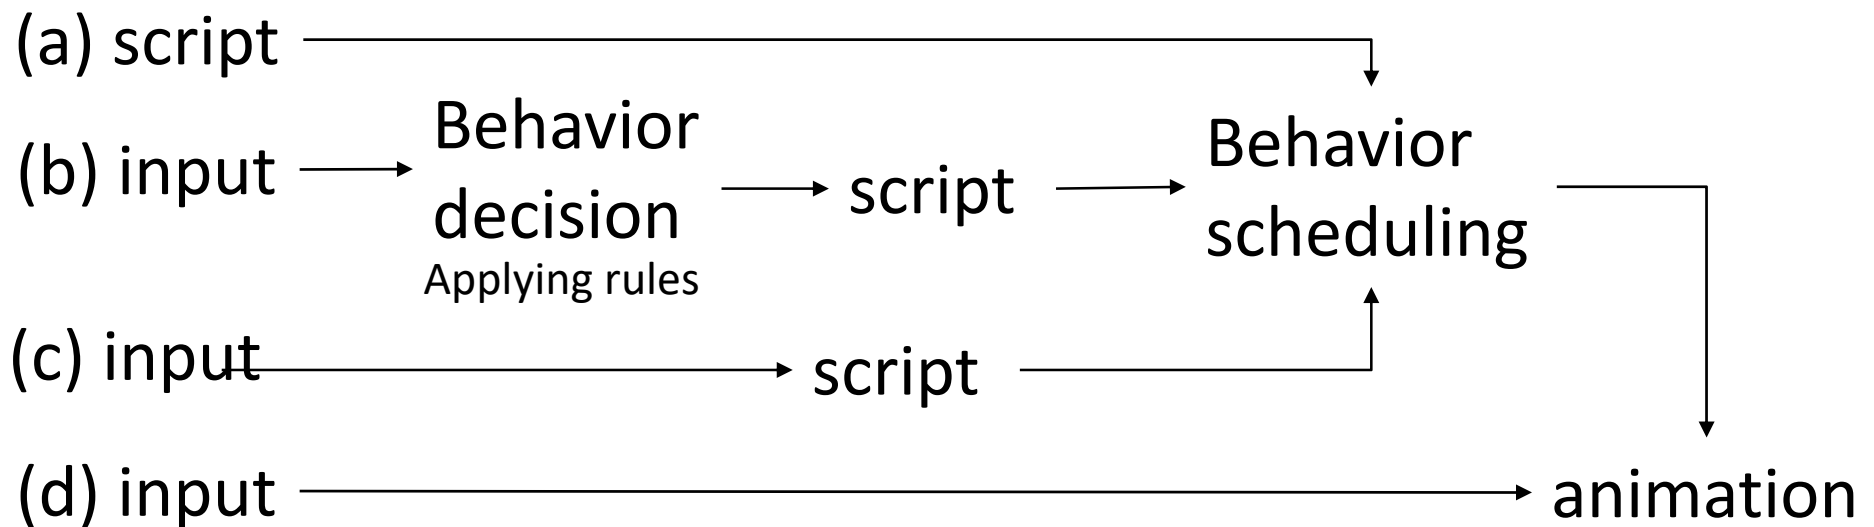 (a) script
(b) input
Behavior
decision
Applying rules
script
Behavior
scheduling
(c) input
script
(d) input
animation